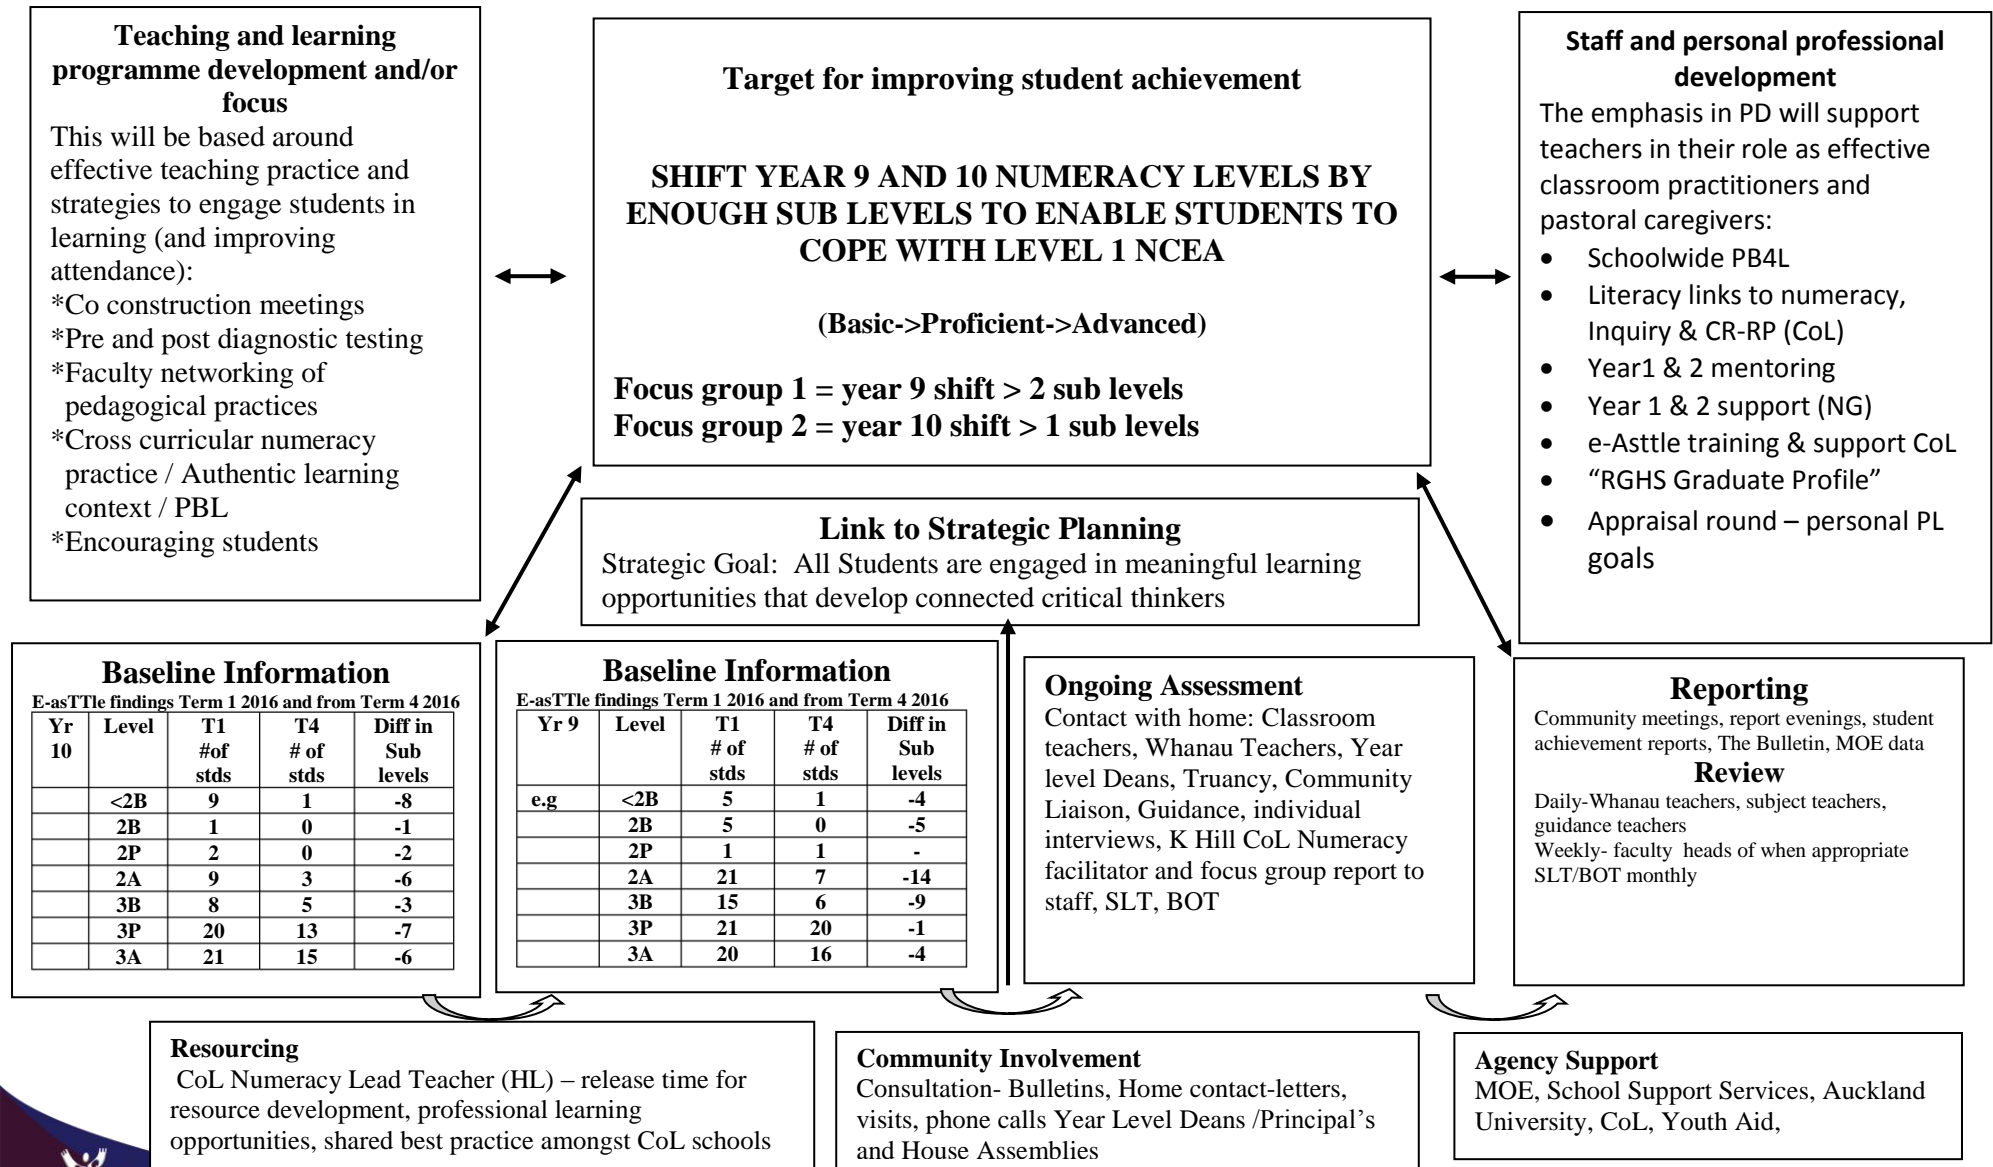 Teaching and learning
programme development and/or
focus
This will be based around
effective teaching practice and
strategies to engage students in
learning (and improving
attendance):
*Co construction meetings
*Pre and post diagnostic testing
*Faculty networking of
pedagogical practices
*Cross curricular numeracy
practice / Authentic learning
context / PBL
*Encouraging students
Target for improving student achievement
SHIFT YEAR 9 AND 10 NUMERACY LEVELS BY
ENOUGH SUB LEVELS TO ENABLE STUDENTS TO
COPE WITH LEVEL 1 NCEA
(Basic->Proficient->Advanced)
Focus group 1 = year 9 shift > 2 sub levels
Focus group 2 = year 10 shift > 1 sub levels
Staff and personal professional
development
The emphasis in PD will support
teachers in their role as effective
classroom practitioners and
pastoral caregivers:
• Schoolwide PB4L
• Literacy links to numeracy,
Inquiry & CR-RP (CoL)
• Year1 & 2 mentoring
• Year 1 & 2 support (NG)
• e-Asttle training & support CoL
• “RGHS Graduate Profile”
• Appraisal round – personal PL
goals
Link to Strategic Planning
Strategic Goal: All Students are engaged in meaningful learning
opportunities that develop connected critical thinkers
Baseline Information
E-asTTle findings Term 1 2016 and from Term 4 2016
Yr Level T1 T4 Diff in
10 #of # of Sub
stds stds levels
<2B 9 1 -8
2B 1 0 -1
2P 2 0 -2
2A 9 3 -6
3B 8 5 -3
3P 20 13 -7
3A 21 15 -6
Baseline Information
E-asTTle findings Term 1 2016 and from Term 4 2016
Yr 9 Level T1 T4 Diff in
# of # of Sub
stds stds levels
e.g <2B 5 1 -4
2B 5 0 -5
2P 1 1 -
2A 21 7 -14
3B 15 6 -9
3P 21 20 -1
3A 20 16 -4
Ongoing Assessment
Contact with home: Classroom
teachers, Whanau Teachers, Year
level Deans, Truancy, Community
Liaison, Guidance, individual
interviews, K Hill CoL Numeracy
facilitator and focus group report to
staff, SLT, BOT
Reporting
Community meetings, report evenings, student
achievement reports, The Bulletin, MOE data
Review
Daily-Whanau teachers, subject teachers,
guidance teachers
Weekly- faculty heads of when appropriate
SLT/BOT monthly
Resourcing
CoL Numeracy Lead Teacher (HL) – release time for
resource development, professional learning
opportunities, shared best practice amongst CoL schools
Community Involvement
Consultation- Bulletins, Home contact-letters,
visits, phone calls Year Level Deans /Principal’s
and House Assemblies
Agency Support
MOE, School Support Services, Auckland
University, CoL, Youth Aid,